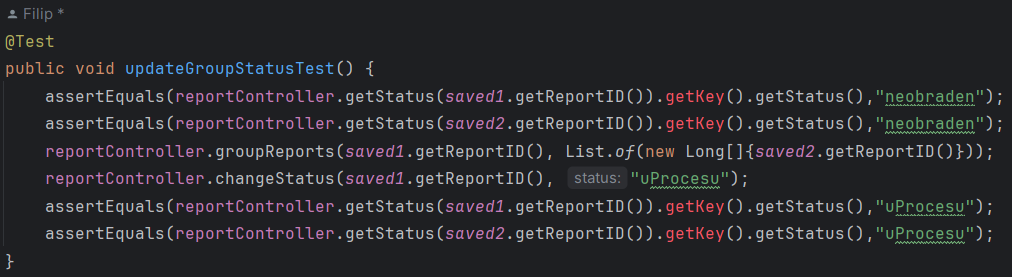 Filip *
@Test
public void updateGroupStatusTest() {
    assertEquals(reportController.getStatus(saved1.getReportID()).getKey().getStatus(),"neobraden");
    assertEquals(reportController.getStatus(saved2.getReportID()).getKey().getStatus(),"neobraden");
    reportController.groupReports(saved1.getReportID(), List.of(new Long[]{saved2.getReportID()}));
    reportController.changeStatus(saved1.getReportID(), status: "uProcesu");
    assertEquals(reportController.getStatus(saved1.getReportID()).getKey().getStatus(),"uProcesu");
    assertEquals(reportController.getStatus(saved2.getReportID()).getKey().getStatus(),"uProcesu");
}